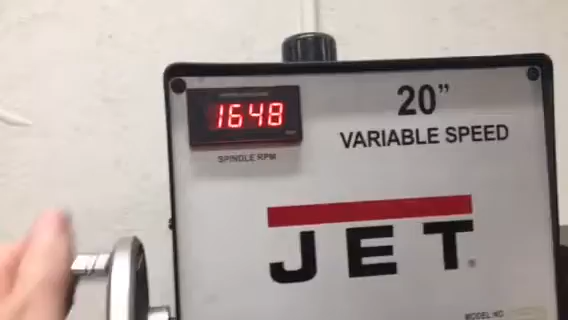 1648
SPINDLE RPM
20”
VARIABLE SPEED
JET
MODEL NO